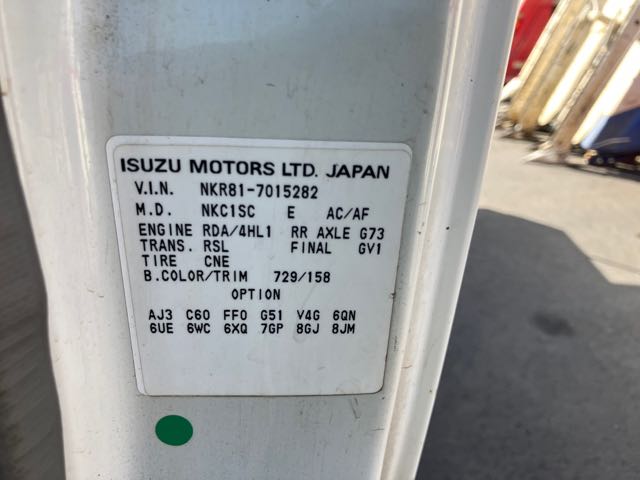 ISUZU MOTORS LTD. JAPAN
V.I.N. NKR81-7015282
M.D. NKC1SC E AC/AF
ENGINE RDA/4HL1 RR AXLE G73
TRANS. RSL FINAL GV1
TIRE CNE
B.COLOR/TRIM 729/158
OPTION
AJ3 C60 FF0 G51 V4G 6QN
6UE 6WC 6XQ 7GP 8GJ 8JM